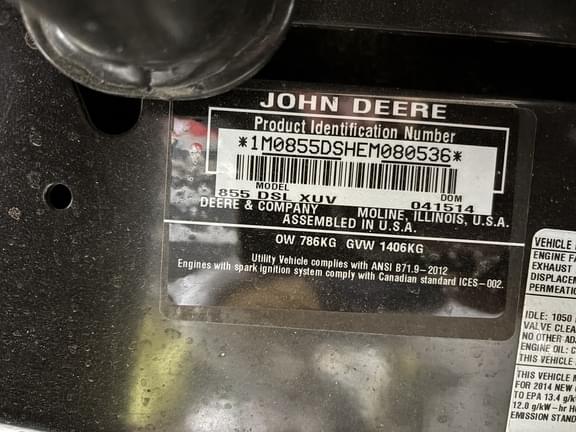 JOHN DEERE
Product Identification Number
*1M0855DSHEM080536*
MODEL DOM
855 DSL XUV 041514
DEERE & COMPANY MOLINE, ILLINOIS, U.S.A.
ASSEMBLED IN U.S.A.
OW 786KG GVW 1406KG
Utility Vehicle complies with ANSI B71.9-2012
Engines with spark ignition system comply with Canadian standard ICES-002.
VEHICLE
ENGINE FA
EXHAUST
DISPLACEM
PERMEATI
IDLE: 1050
VALVE CLEA
NO OTHER AD
ENGINE OIL: C
THIS VEHICLE
THIS VEHICLE M
FOR 2014 NEW
TO EPA 13.4 g/k
12.0 g/kW-hr H
EMISSION STAND